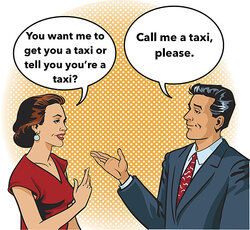 You want me to
get you a taxi or
tell you you're a
taxi?
Call me a taxi,
please.